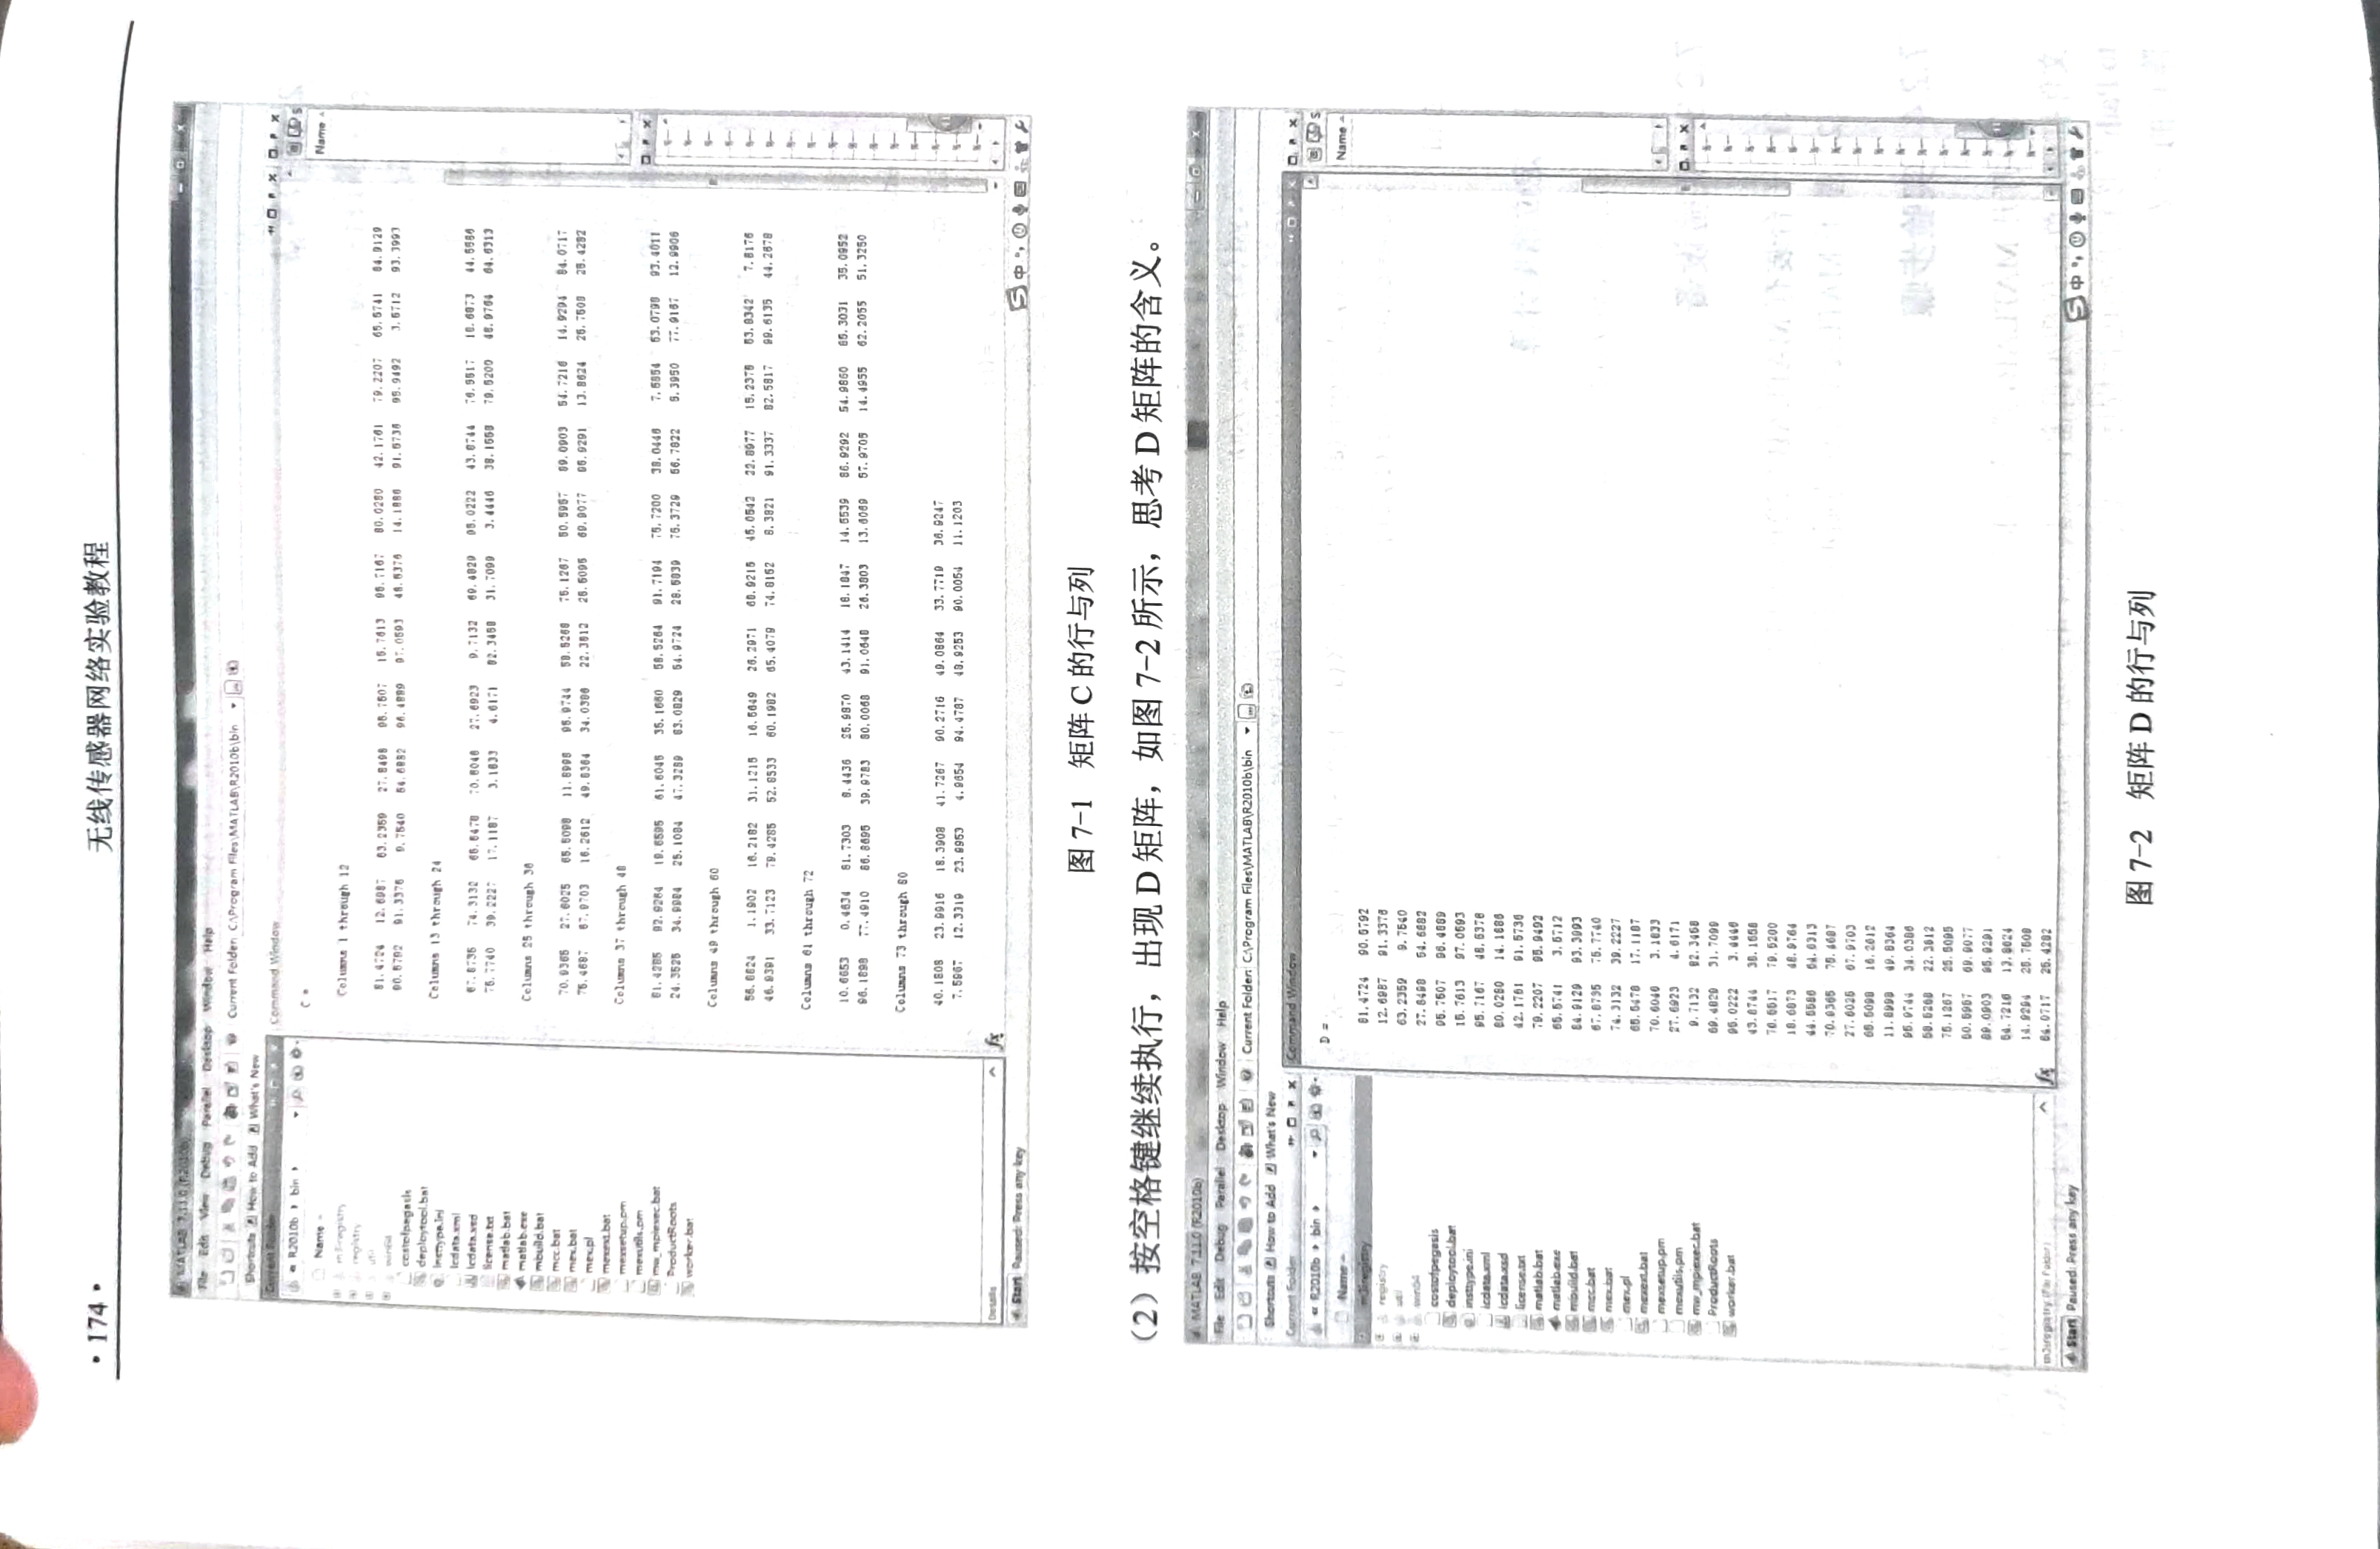 ·174·
无线传感器网络实验教程
MATLAB 7.11.0 (R2010b)
File Edit View Debug Parallel Desktop Window Help
Current Folder: C:\Program Files\MATLAB\R2010b\bin
Shortcuts How to Add What's New
Current Folder
Command Window
« R2010b bin
Name
Name
m3iregistry
registry
util
win64
costofpegasis
deploytool.bat
insttype.ini
lcdata.xml
lcdata.xsd
license.txt
matlab.bat
matlab.exe
mbuild.bat
mcc.bat
mex.bat
mex.pl
mexext.bat
mexsetup.pm
mexutils.pm
mw_mpiexec.bat
ProductRoots
worker.bat
C =
Columns 1 through 12
81.4724 12.6987 63.2359 27.8498 95.7507 15.7613 95.7167 80.0280 42.1761 79.2207 65.5741 84.9129
90.5792 91.3376 9.7540 54.6882 96.4889 97.0593 48.5376 14.1886 91.5736 95.9492 3.5712 93.3993
Columns 13 through 24
67.8735 74.3132 65.5478 70.6046 27.6923 9.7132 69.4829 95.0222 43.8744 76.5517 18.6873 44.5586
75.7740 39.2227 17.1187 3.1833 4.6171 82.3458 31.7099 3.4446 38.1558 79.5200 48.9764 64.6313
Columns 25 through 36
70.9365 27.6025 65.5098 11.8998 95.9744 58.5268 75.1267 50.5957 89.0903 54.7216 14.9294 84.0717
75.4687 67.9703 16.2612 49.8364 34.0386 22.3812 25.5095 69.9077 95.9291 13.8624 25.7508 25.4282
Columns 37 through 48
81.4285 92.9264 19.6595 61.6045 35.1660 58.5264 91.7194 75.7200 38.0446 7.5854 53.0798 93.4011
24.3525 34.9984 25.1084 47.3289 83.0829 54.9724 28.5839 75.3729 56.7822 5.3950 77.9167 12.9906
Columns 49 through 60
56.8824 1.1902 16.2182 31.1215 16.5649 26.2971 68.9215 45.0542 22.8977 15.2378 53.8342 7.8176
46.9391 33.7123 79.4285 52.8533 60.1982 65.4079 74.8152 8.3821 91.3337 82.5817 99.6135 44.2678
Columns 61 through 72
10.6653 0.4634 81.7303 8.4436 25.9870 43.1414 18.1847 14.5539 86.9292 54.9860 85.3031 35.0952
96.1898 77.4910 86.8695 39.9783 80.0068 91.0648 26.3803 13.6069 57.9705 14.4955 62.2055 51.3250
Columns 73 through 80
40.1808 23.9916 18.3908 41.7267 90.2716 49.0864 33.7719 36.9247
7.5967 12.3319 23.9953 4.9654 94.4787 48.9253 90.0054 11.1203
Details
fx
Start Paused: Press any key
中
图 7-1 矩阵 C 的行与列
（2）按空格键继续执行，出现 D 矩阵，如图 7-2 所示，思考 D 矩阵的含义。
MATLAB 7.11.0 (R2010b)
File Edit Debug Parallel Desktop Window Help
Current Folder: C:\Program Files\MATLAB\R2010b\bin
Shortcuts How to Add What's New
Current Folder
Command Window
« R2010b bin
Name
Name
m3iregistry
registry
util
win64
costofpegasis
deploytool.bat
insttype.ini
lcdata.xml
lcdata.xsd
license.txt
matlab.bat
matlab.exe
mbuild.bat
mcc.bat
mex.bat
mex.pl
mexext.bat
mexsetup.pm
mexutils.pm
mw_mpiexec.bat
ProductRoots
worker.bat
D =
81.4724 90.5792
12.6987 91.3376
63.2359 9.7540
27.8498 54.6882
95.7507 96.4889
15.7613 97.0593
95.7167 48.5376
80.0280 14.1886
42.1761 91.5736
79.2207 95.9492
65.5741 3.5712
84.9129 93.3993
67.8735 75.7740
74.3132 39.2227
65.5478 17.1187
70.6046 3.1833
27.6923 4.6171
9.7132 82.3458
69.4829 31.7099
95.0222 3.4446
43.8744 38.1558
76.5517 79.5200
18.6873 48.9764
44.5586 64.6313
70.9365 75.4687
27.6025 67.9703
65.5098 16.2612
11.8998 49.8364
95.9744 34.0386
58.5268 22.3812
75.1267 25.5095
50.5957 69.9077
89.0903 95.9291
54.7216 13.8624
14.9294 25.7508
84.0717 25.4282
m3iregistry (File Folder)
fx
Start Paused: Press any key
中
图 7-2 矩阵 D 的行与列